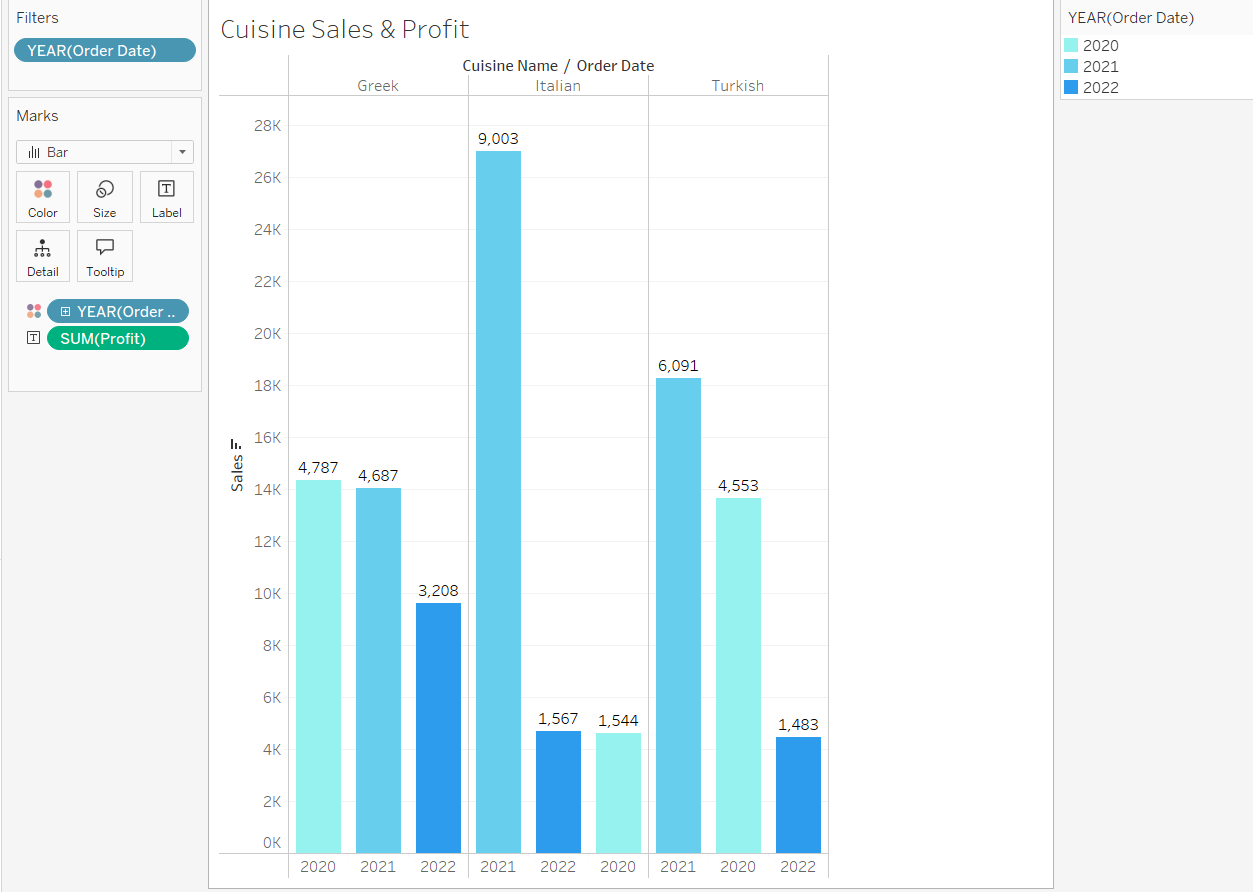 Filters
YEAR(Order Date)
Marks
Bar
Color
Size
Label
Detail
Tooltip
YEAR(Order ..
SUM(Profit)
Cuisine Sales & Profit
Cuisine Name / Order Date
Greek Italian Turkish
Sales
28K
26K
24K
22K
20K
18K
16K
14K
12K
10K
8K
6K
4K
2K
0K
4,787
4,687
3,208
9,003
1,567
1,544
6,091
4,553
1,483
2020 2021 2022 2021 2022 2020 2021 2020 2022
YEAR(Order Date)
2020
2021
2022